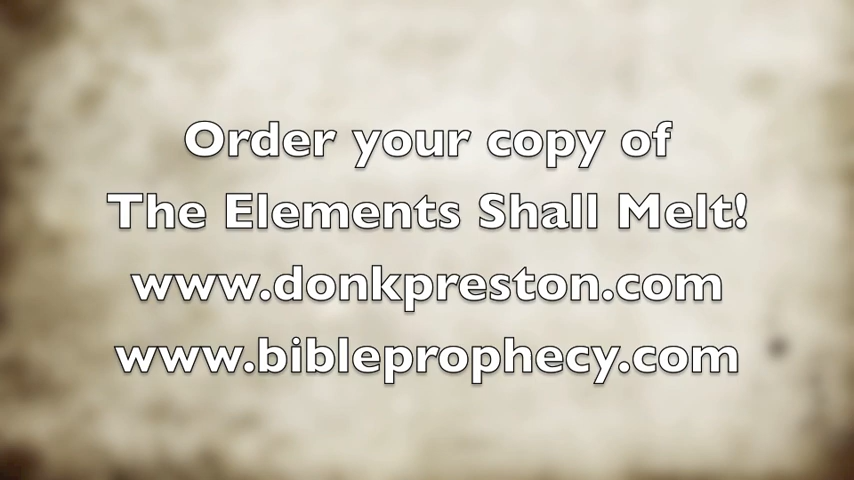 Order your copy of
The Elements Shall Melt!
www.donkpreston.com
www.bibleprophecy.com